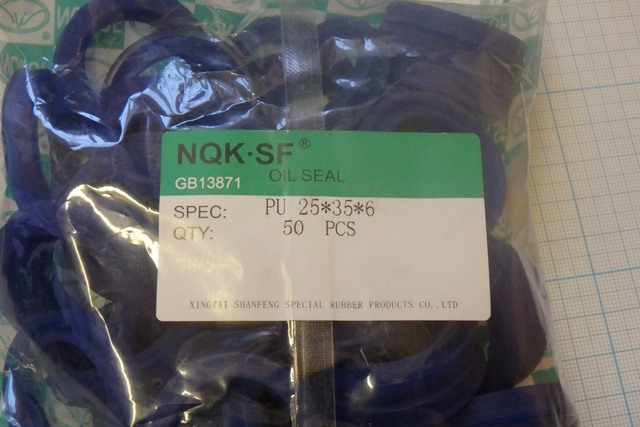 NQK·SF®
OIL SEAL
GB13871
SPEC: PU 25*35*6
QTY: 50 PCS
XINGTAI SHANFENG SPECIAL RUBBER PRODUCTS CO.,LTD